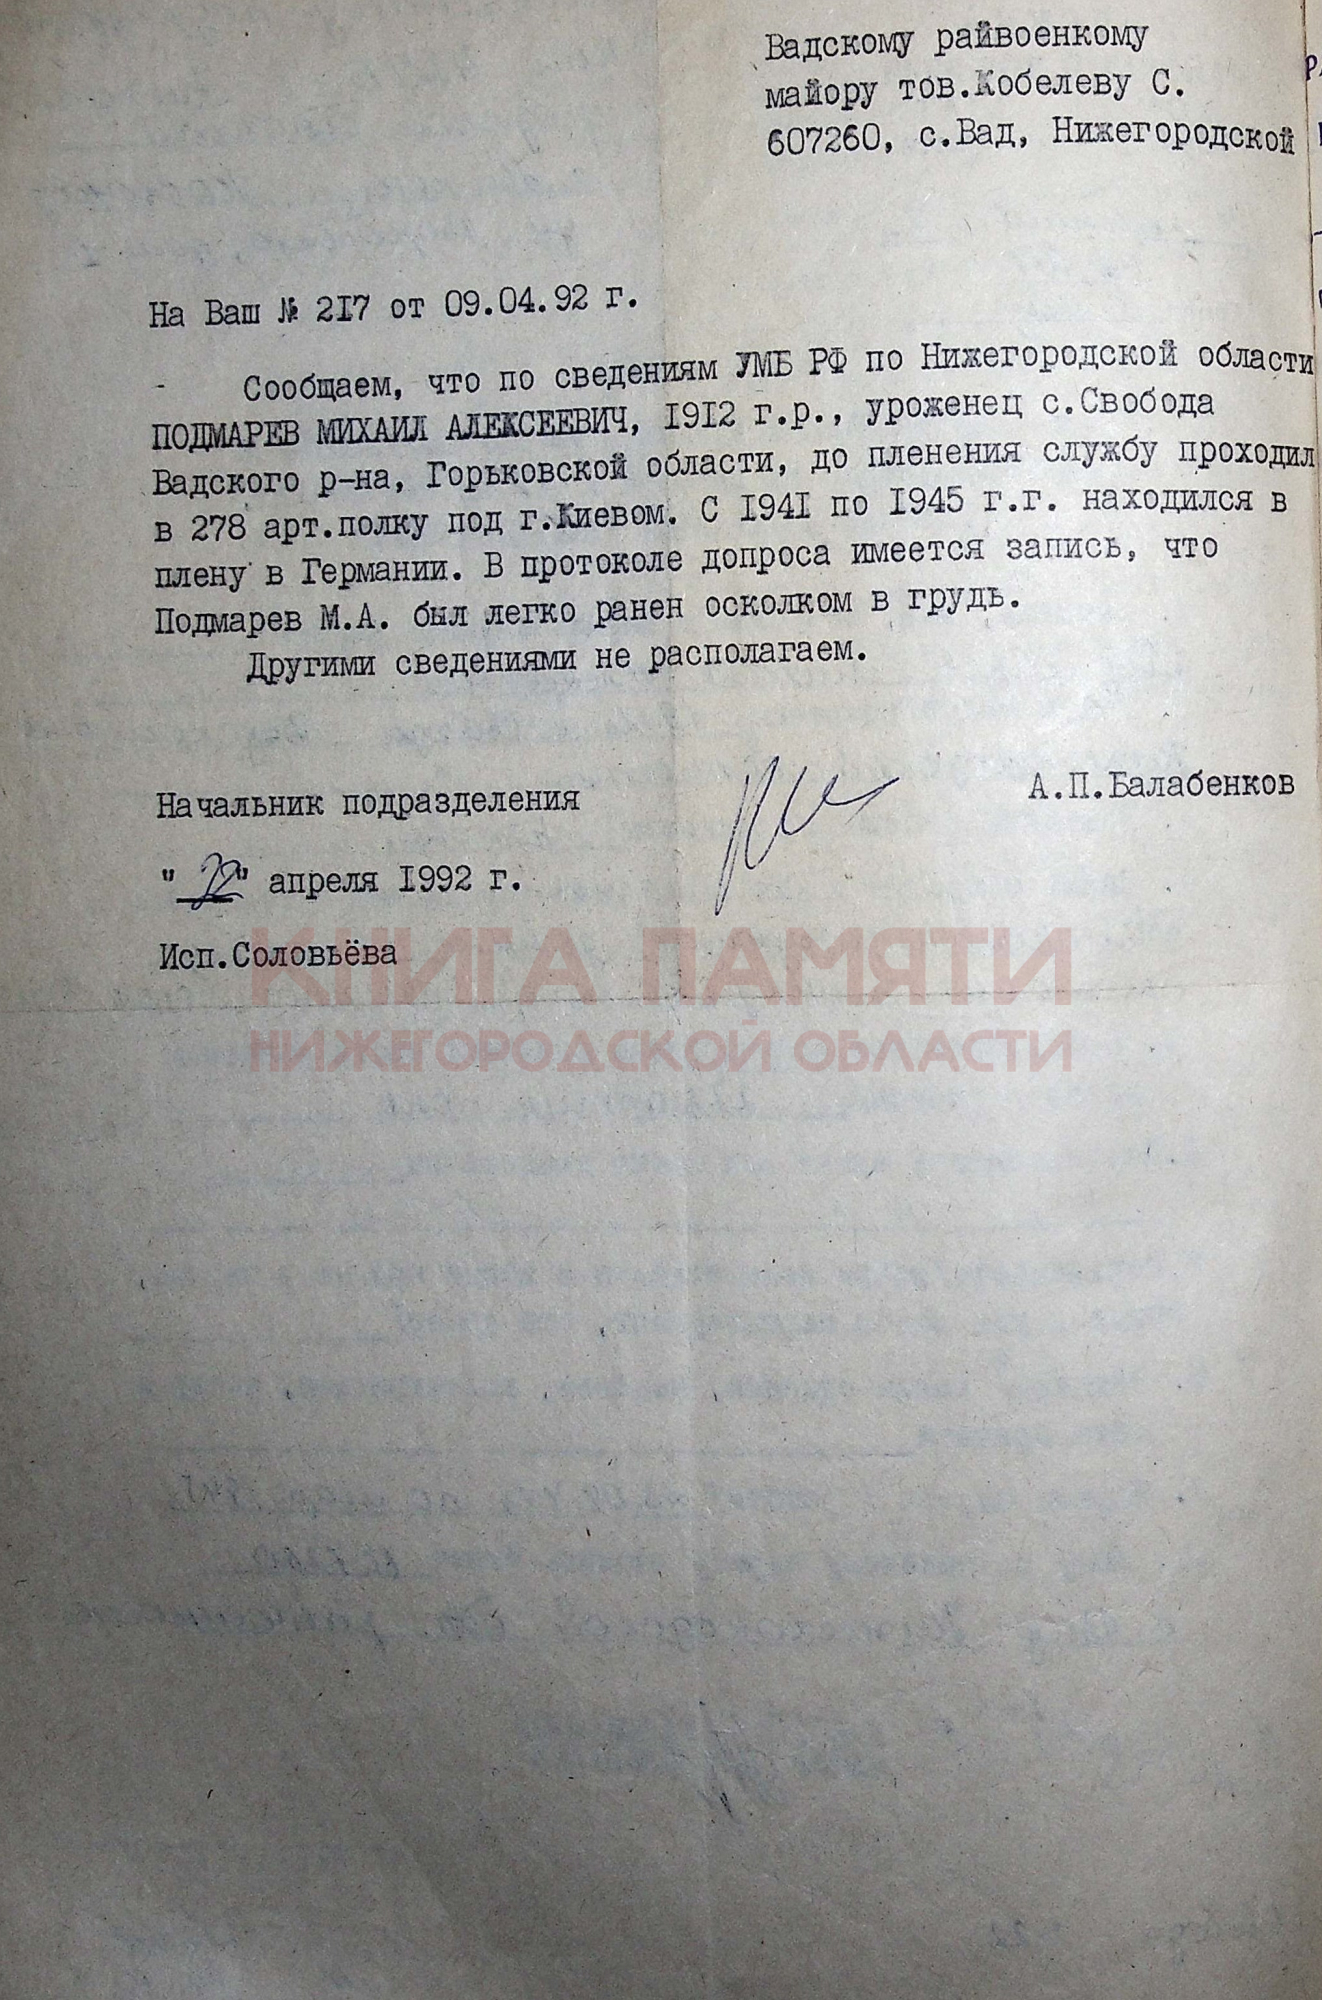 Вадскому райвоенкому
майору тов.Кобелеву С.
607260, с.Вад, Нижегородской
На Ваш № 217 от 09.04.92 г.
- Сообщаем, что по сведениям УМБ РФ по Нижегородской области
ПОДМАРЕВ МИХАИЛ АЛЕКСЕЕВИЧ, 1912 г.р., уроженец с.Свобода
Вадского р-на, Горьковской области, до пленения службу проходил
в 278 арт.полку под г.Киевом. С 1941 по 1945 г.г. находился в
плену в Германии. В протоколе допроса имеется запись, что
Подмарев М.А. был легко ранен осколком в грудь.
Другими сведениями не располагаем.
Начальник подразделения А.П.Балабенков
"22" апреля 1992 г.
Исп.Соловьёва
КНИГА ПАМЯТИ
НИЖЕГОРОДСКОЙ ОБЛАСТИ